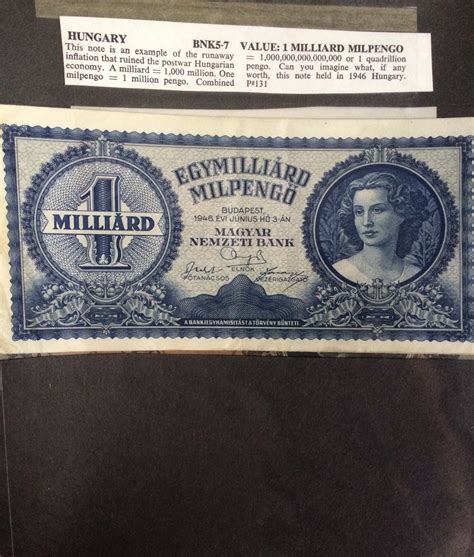 HUNGARY BNK5-7 VALUE: 1 MILLIARD MILPENGO
This note is an example of the runaway
inflation that ruined the postwar Hungarian
economy. A milliard = 1,000 million. One
milpengo = 1 million pengo. Combined
= 1,000,000,000,000,000 or 1 quadrillion
pengo. Can you imagine what, if any
worth, this note held in 1946 Hungary.
P#131
1
MILLIÁRD
EGYMILLIÁRD
MILPENGŐ
BUDAPEST,
1946. ÉVI JÚNIUS HÓ 3-ÁN
MAGYAR
NEMZETI BANK
ELNÖK
FŐTANÁCSOS VEZÉRIGAZGATÓ
A BANKJEGYHAMISÍTÁST A TÖRVÉNY BÜNTETI